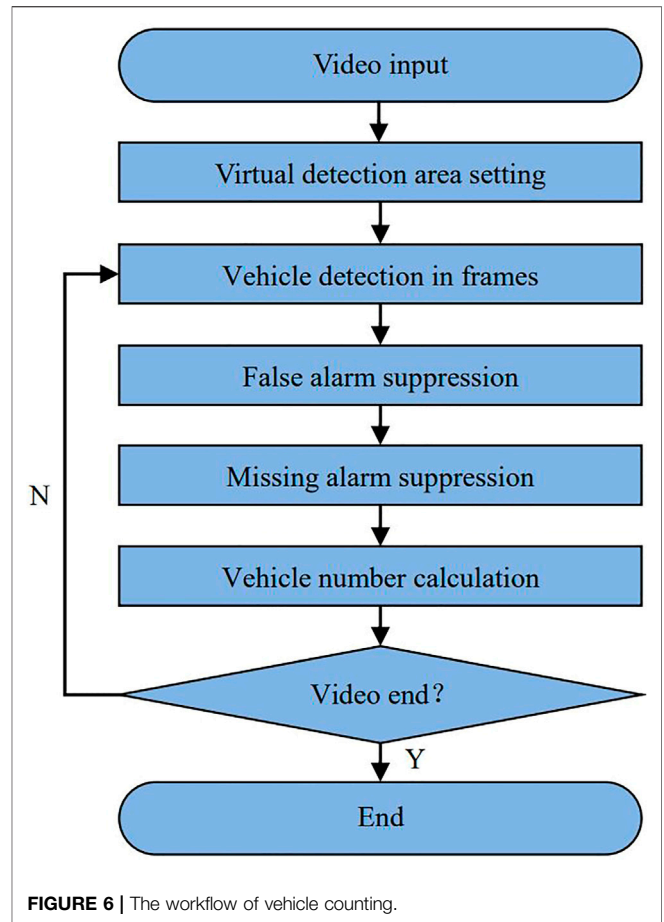 Video input
Virtual detection area setting
Vehicle detection in frames
False alarm suppression
Missing alarm suppression
N
Vehicle number calculation
Video end？
Y
End
FIGURE 6 | The workflow of vehicle counting.